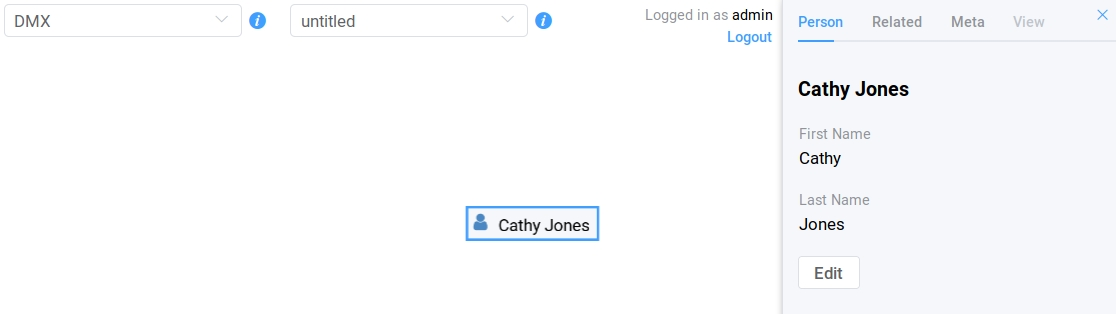 DMX
untitled
Logged in as admin
Logout
Cathy Jones
Person Related Meta View
Cathy Jones
First Name
Cathy
Last Name
Jones
Edit